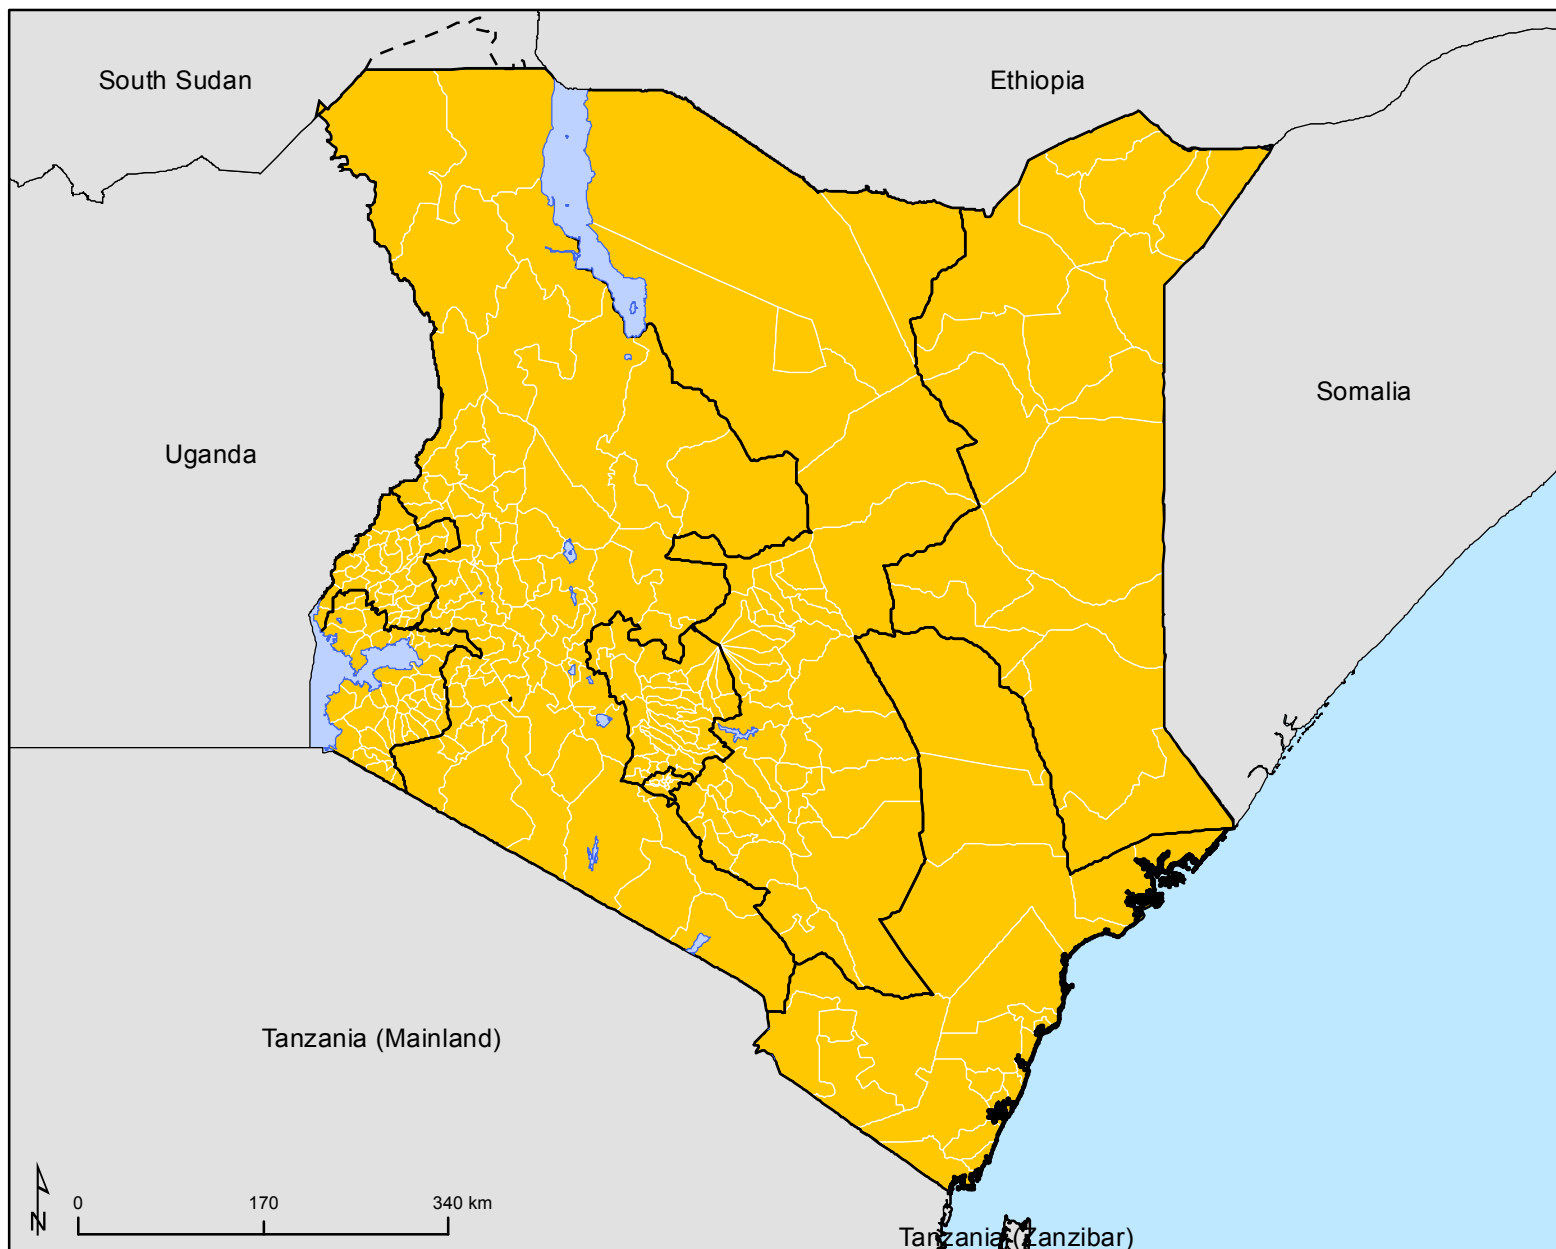 South Sudan
Ethiopia
Somalia
Uganda
Tanzania (Mainland)
N
0 170 340 km
Tanzania (Zanzibar)